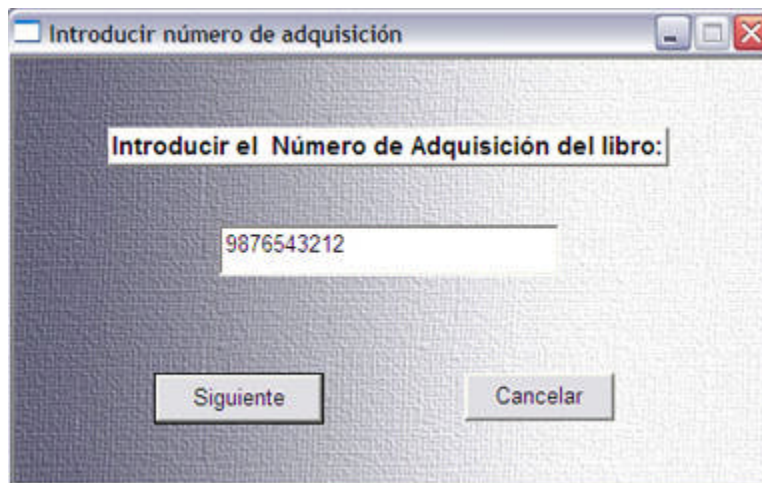 Introducir número de adquisición
Introducir el Número de Adquisición del libro:
9876543212
Siguiente
Cancelar